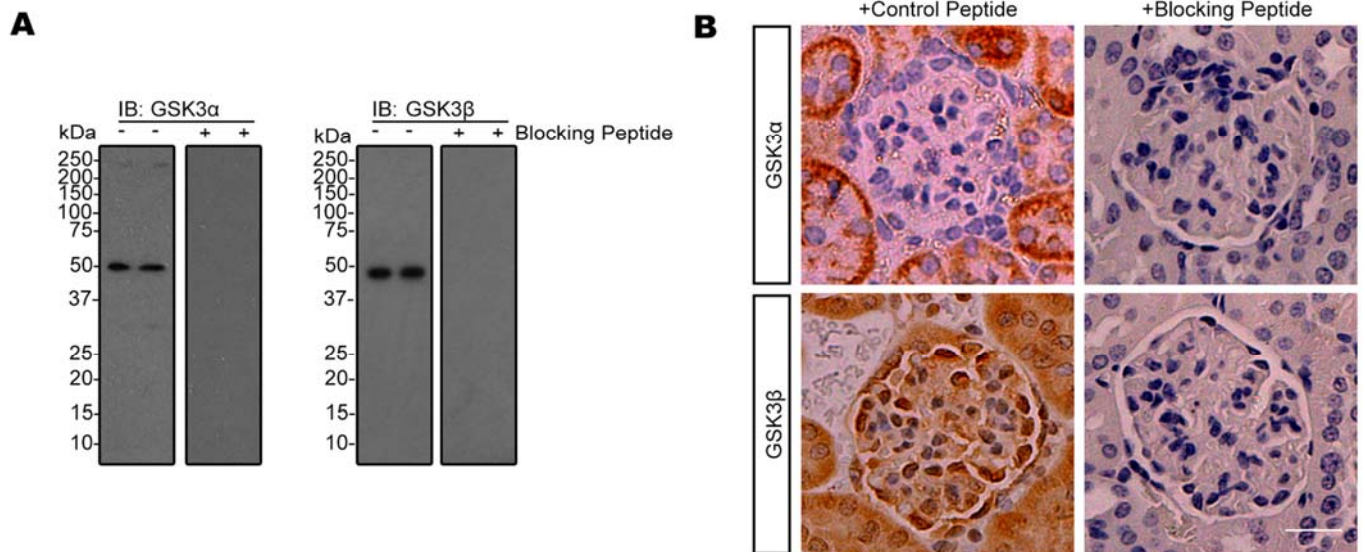 A
IB: GSK3α
kDa - - + +
250-
200-
150-
100-
75-
50-
37-
25-
20-
15-
10-
IB: GSK3β
kDa - - + + Blocking Peptide
250-
200-
150-
100-
75-
50-
37-
25-
20-
15-
10-
B
+Control Peptide +Blocking Peptide
GSK3α
GSK3β